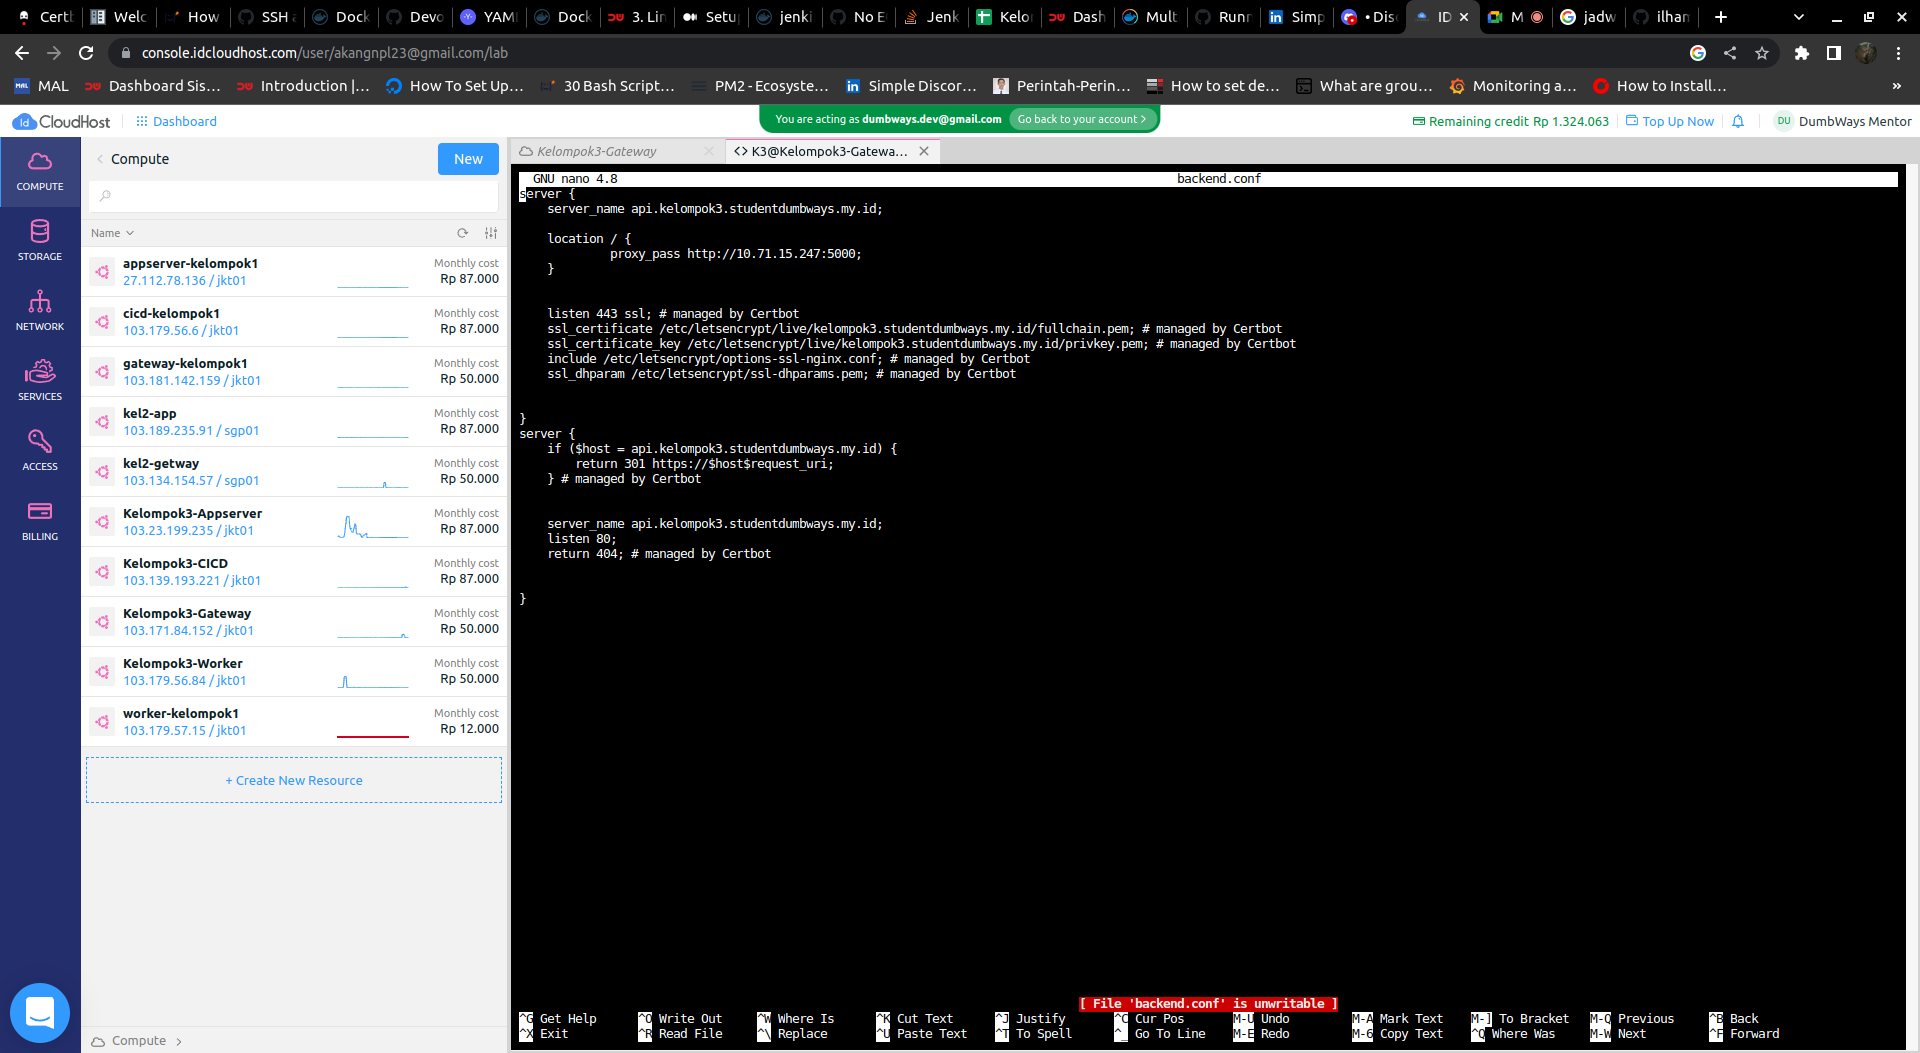 Certb
Welc
How
SSH a
Dock
Devo
YAM
Dock
3. Lin
Setu
jenki
No E
Jenk
Kelo
Dash
Mult
Runn
Simp
• Disc
ID
M
jadw
ilham
console.idcloudhost.com/user/akangnpl23@gmail.com/lab
MAL
Dashboard Sis...
Introduction |...
How To Set Up...
30 Bash Script...
PM2 - Ecosyste...
Simple Discor...
Perintah-Perin...
How to set de...
What are grou...
Monitoring a...
How to Install...
»
Id CloudHost
Dashboard
You are acting as dumbways.dev@gmail.com Go back to your account >
Remaining credit Rp 1.324.063
Top Up Now
DU DumbWays Mentor
COMPUTE
STORAGE
NETWORK
SERVICES
ACCESS
BILLING
Compute
New
Name
appserver-kelompok1
27.112.78.136 / jkt01
Monthly cost
Rp 87.000
cicd-kelompok1
103.179.56.6 / jkt01
Monthly cost
Rp 87.000
gateway-kelompok1
103.181.142.159 / jkt01
Monthly cost
Rp 50.000
kel2-app
103.189.235.91 / sgp01
Monthly cost
Rp 87.000
kel2-getway
103.134.154.57 / sgp01
Monthly cost
Rp 50.000
Kelompok3-Appserver
103.23.199.235 / jkt01
Monthly cost
Rp 87.000
Kelompok3-CICD
103.139.193.221 / jkt01
Monthly cost
Rp 87.000
Kelompok3-Gateway
103.171.84.152 / jkt01
Monthly cost
Rp 50.000
Kelompok3-Worker
103.179.56.84 / jkt01
Monthly cost
Rp 50.000
worker-kelompok1
103.179.57.15 / jkt01
Monthly cost
Rp 12.000
+ Create New Resource
Compute >
Kelompok3-Gateway
<> K3@Kelompok3-Gatewa...
GNU nano 4.8 backend.conf
server {
    server_name api.kelompok3.studentdumbways.my.id;
    location / {
             proxy_pass http://10.71.15.247:5000;
    }
    listen 443 ssl; # managed by Certbot
    ssl_certificate /etc/letsencrypt/live/kelompok3.studentdumbways.my.id/fullchain.pem; # managed by Certbot
    ssl_certificate_key /etc/letsencrypt/live/kelompok3.studentdumbways.my.id/privkey.pem; # managed by Certbot
    include /etc/letsencrypt/options-ssl-nginx.conf; # managed by Certbot
    ssl_dhparam /etc/letsencrypt/ssl-dhparams.pem; # managed by Certbot
}
server {
    if ($host = api.kelompok3.studentdumbways.my.id) {
        return 301 https://$host$request_uri;
    } # managed by Certbot
    server_name api.kelompok3.studentdumbways.my.id;
    listen 80;
    return 404; # managed by Certbot
}
[ File 'backend.conf' is unwritable ]
^G Get Help ^O Write Out ^W Where Is ^K Cut Text ^J Justify ^C Cur Pos M-U Undo M-A Mark Text M-] To Bracket M-Q Previous ^B Back
^X Exit ^R Read File ^\ Replace ^U Paste Text ^T To Spell ^_ Go To Line M-E Redo M-6 Copy Text ^Q Where Was M-W Next ^F Forward